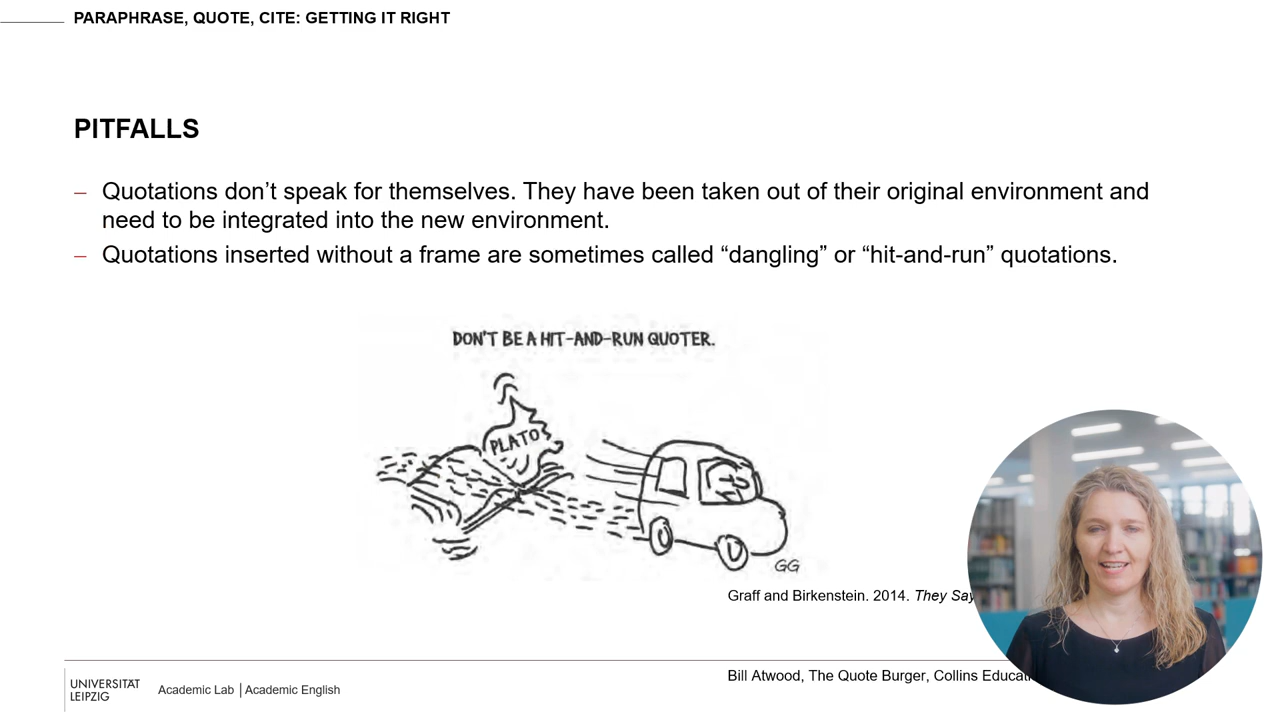 PARAPHRASE, QUOTE, CITE: GETTING IT RIGHT
PITFALLS
– Quotations don’t speak for themselves. They have been taken out of their original environment and
need to be integrated into the new environment.
– Quotations inserted without a frame are sometimes called “dangling” or “hit-and-run” quotations.
DON'T BE A HIT-AND-RUN QUOTER.
PLATO
GG
Graff and Birkenstein. 2014. They Say
Bill Atwood, The Quote Burger, Collins
UNIVERSITÄT
LEIPZIG
Academic Lab | Academic English